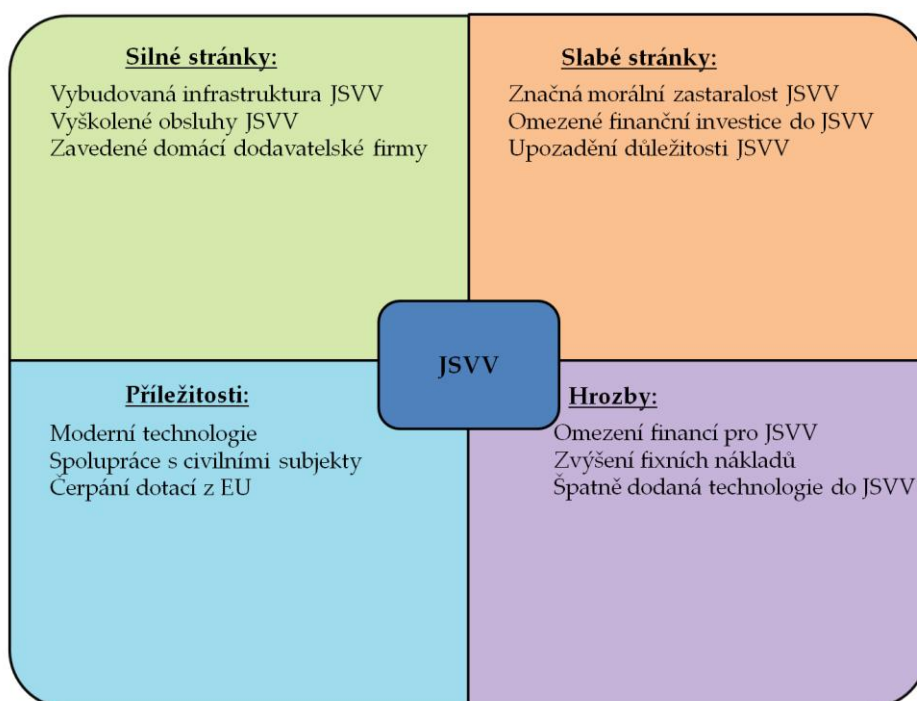 Silné stránky:
Vybudovaná infrastruktura JSVV
Vyškolené obsluhy JSVV
Zavedené domácí dodavatelské firmy
Slabé stránky:
Značná morální zastaralost JSVV
Omezené finanční investice do JSVV
Upozadění důležitosti JSVV
JSVV
Příležitosti:
Moderní technologie
Spolupráce s civilními subjekty
Čerpání dotací z EU
Hrozby:
Omezení financí pro JSVV
Zvýšení fixních nákladů
Špatně dodaná technologie do JSVV